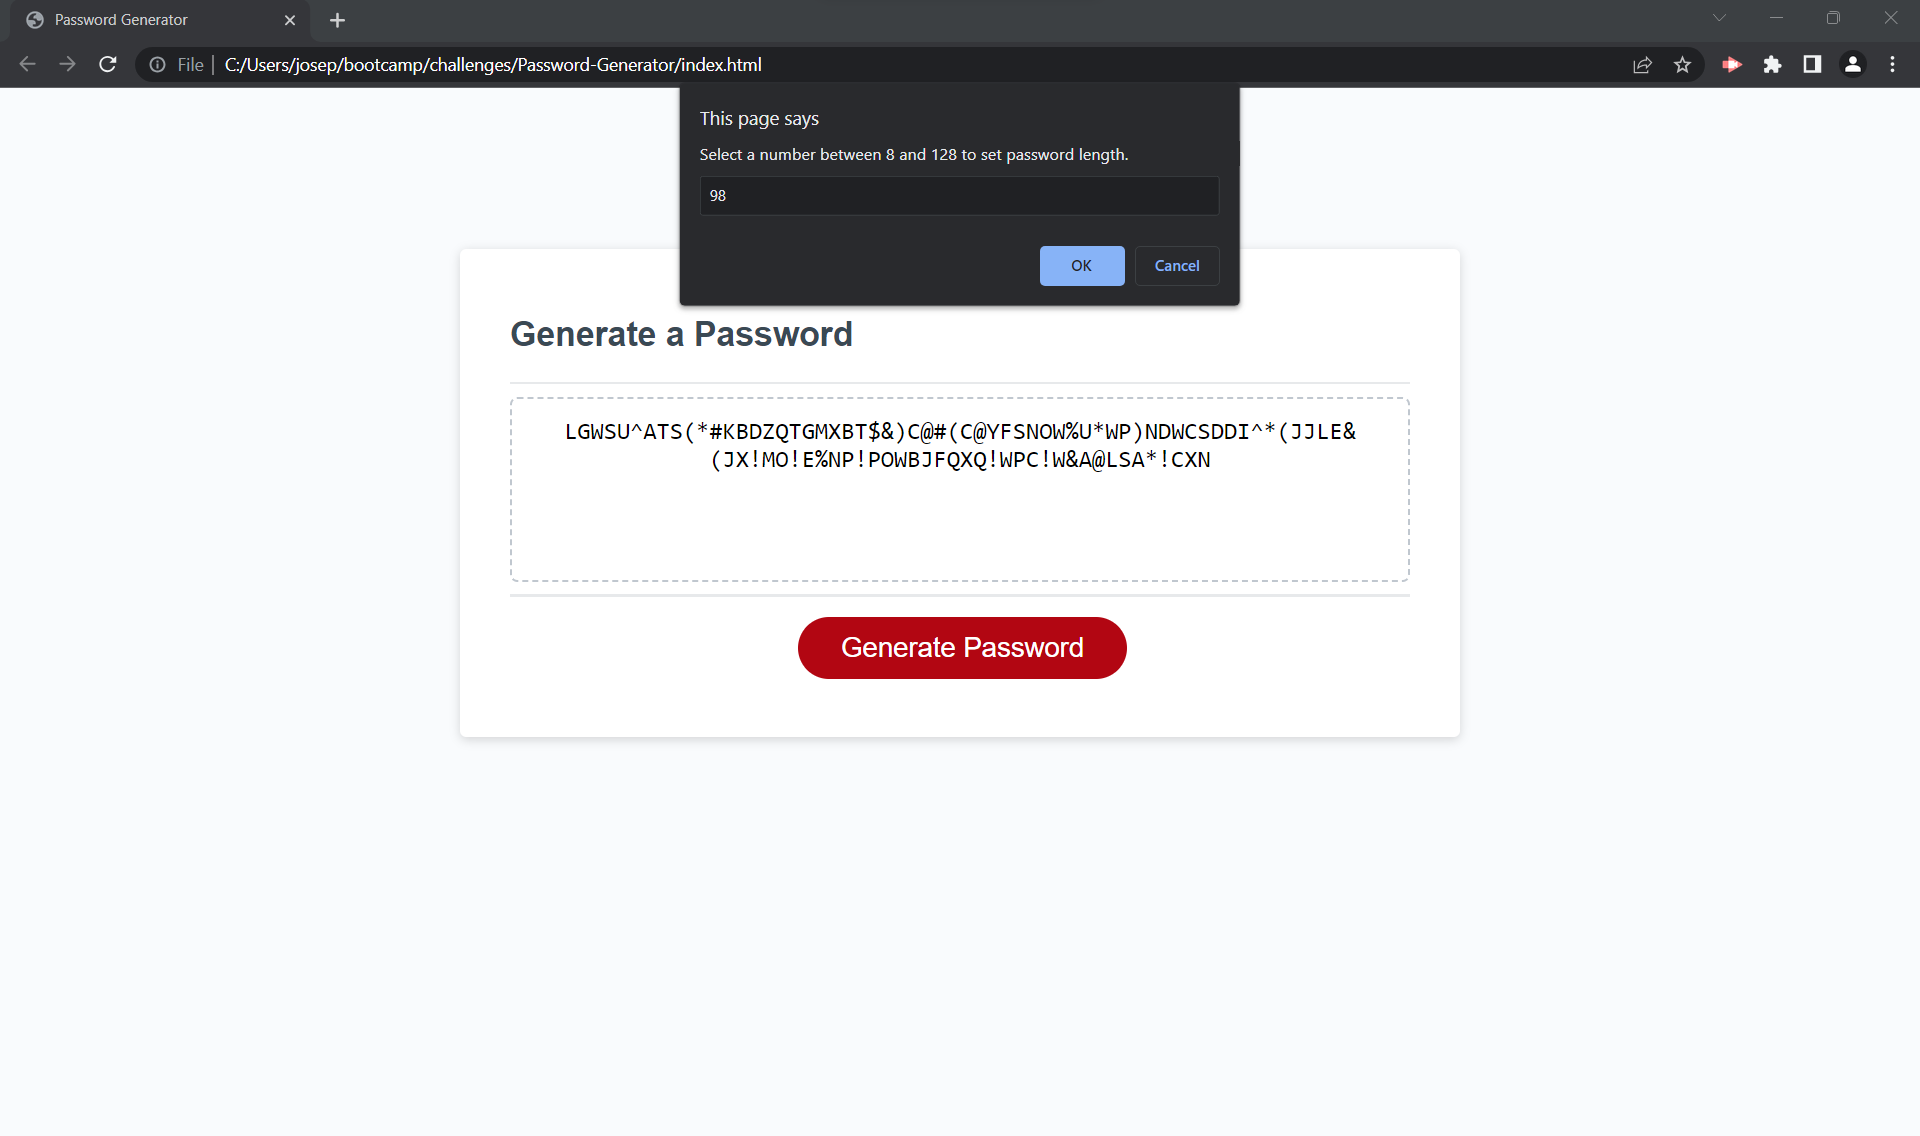 Password Generator
File | C:/Users/josep/bootcamp/challenges/Password-Generator/index.html
This page says
Select a number between 8 and 128 to set password length.
98
OK Cancel
Generate a Password
LGWSU^ATS(*#KBDZQTGMXBT$&)C@#(C@YFSNOW%U*WP)NDWCSDDI^*(JJLE&
(JX!MO!E%NP!POWBJFQXQ!WPC!W&A@LSA*!CXN
Generate Password